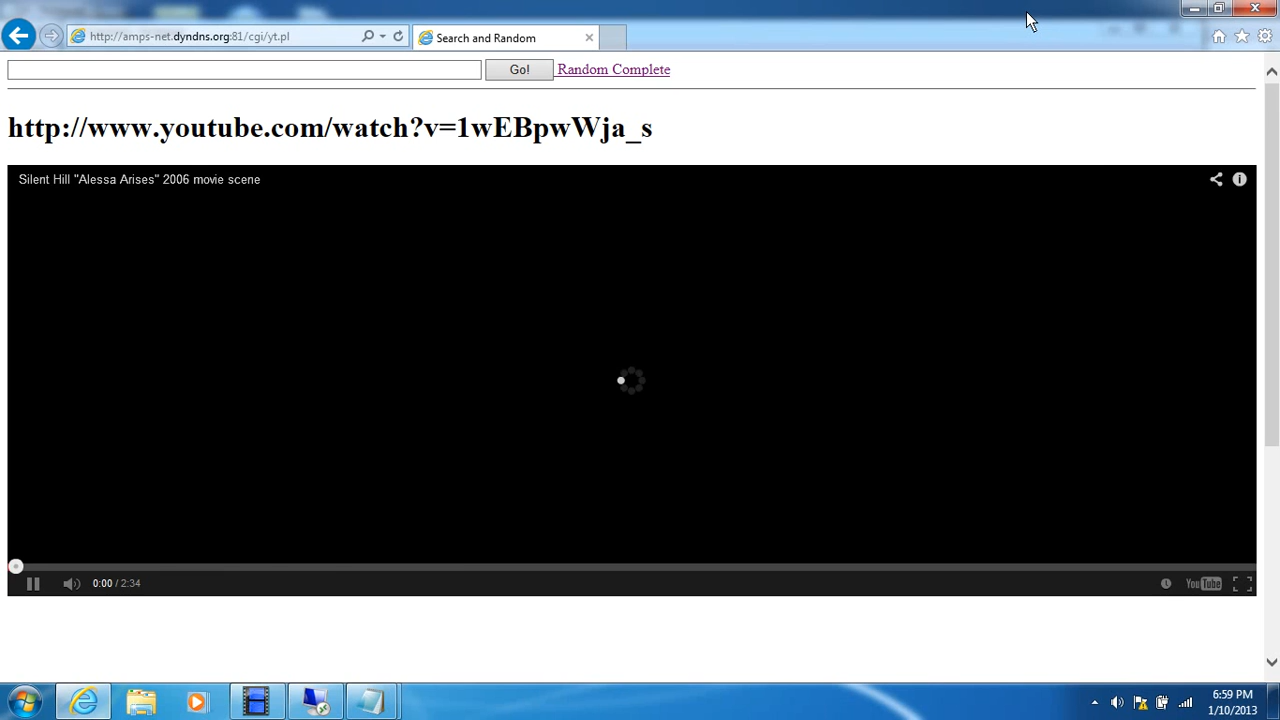 http://amps-net.dyndns.org:81/cgi/yt.pl
Search and Random
Go!
Random Complete
http://www.youtube.com/watch?v=1wEBpwWja_s
Silent Hill "Alessa Arises" 2006 movie scene
0:00 / 2:34
YouTube
6:59 PM
1/10/2013